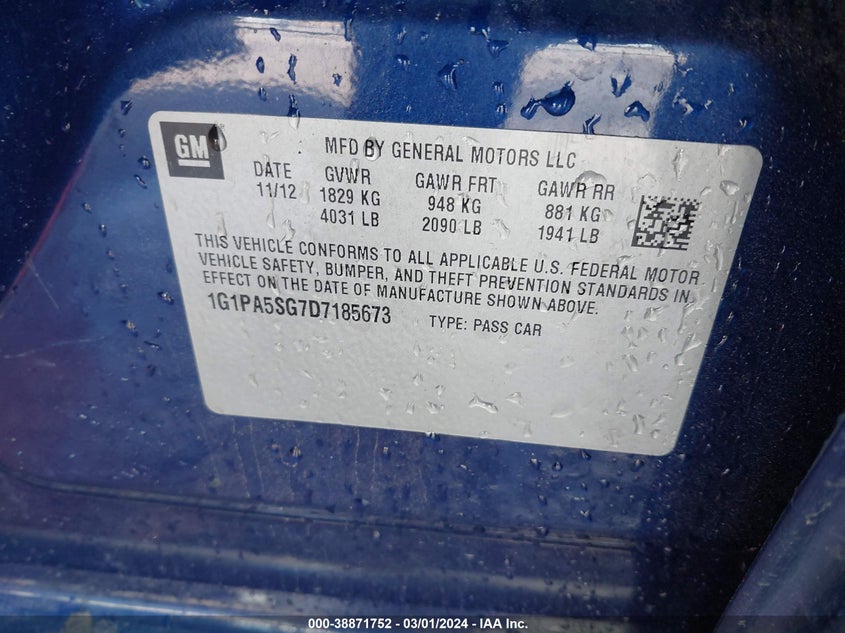 GM
MFD BY GENERAL MOTORS LLC
DATE GVWR GAWR FRT GAWR RR
11/12 1829 KG 948 KG 881 KG
4031 LB 2090 LB 1941 LB
THIS VEHICLE CONFORMS TO ALL APPLICABLE U.S. FEDERAL MOTOR
VEHICLE SAFETY, BUMPER, AND THEFT PREVENTION STANDARDS IN
EFFECT ON THE DATE OF MANUFACTURE SHOWN ABOVE.
1G1PA5SG7D7185673 TYPE: PASS CAR
000-38871752 — 03/01/2024 — IAA Inc.